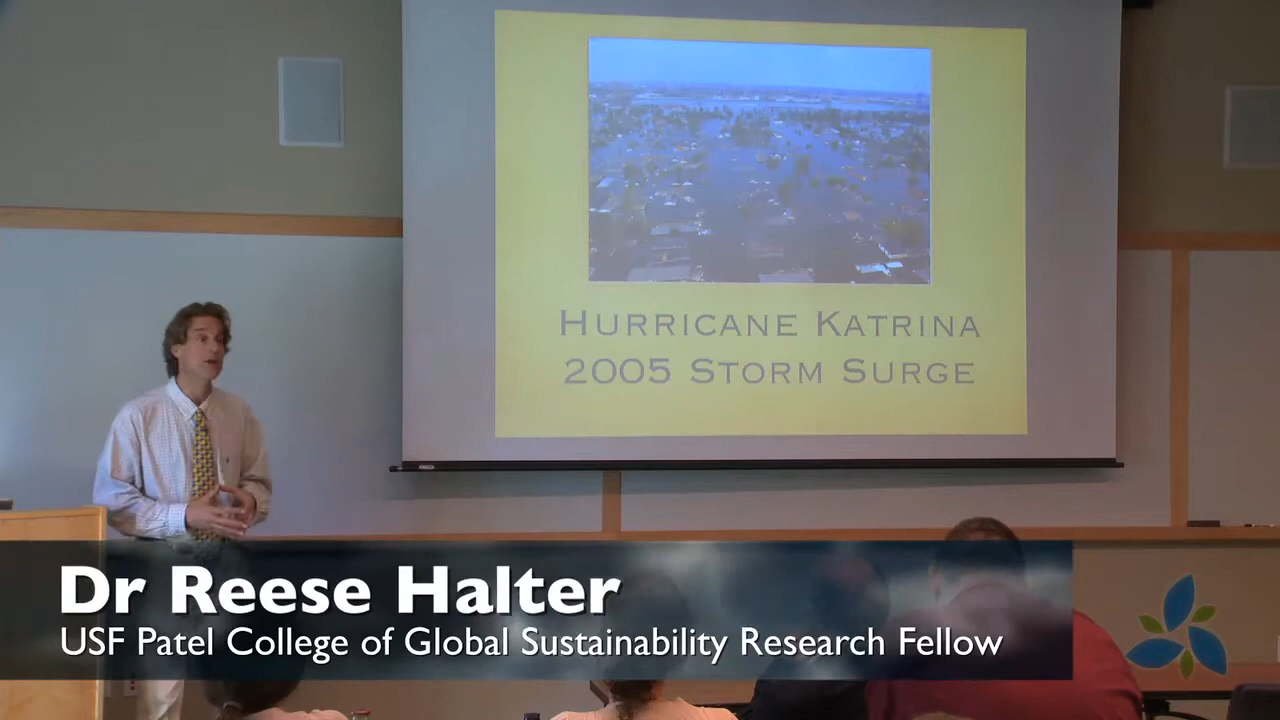 HURRICANE KATRINA
2005 STORM SURGE
Dr Reese Halter
USF Patel College of Global Sustainability Research Fellow